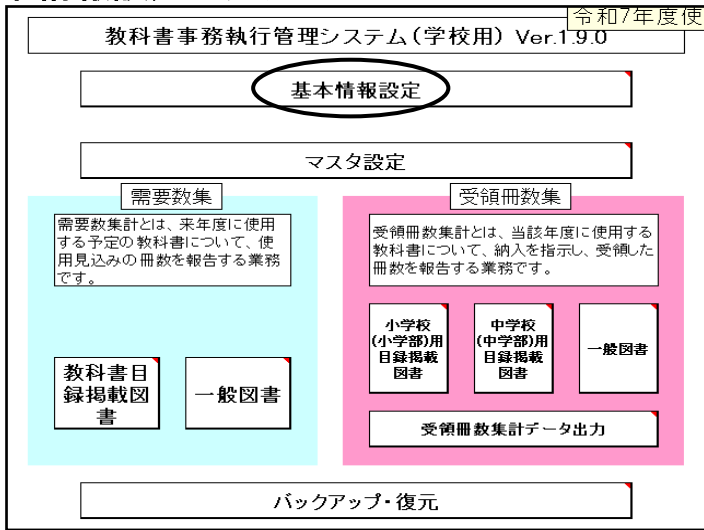 令和7年度使
教科書事務執行管理システム(学校用) Ver.1.9.0
基本情報設定
マスタ設定
需要数集
需要数集計とは、来年度に使用
する予定の教科書について、使
用見込みの冊数を報告する業務
です。
教科書目
録掲載図
書
一般図書
受領冊数集
受領冊数集計とは、当該年度に使用する
教科書について、納入を指示し、受領した
冊数を報告する業務です。
小学校
(小学部)用
目録掲載
図書
中学校
(中学部)用
目録掲載
図書
一般図書
受領冊数集計データ出力
バックアップ・復元